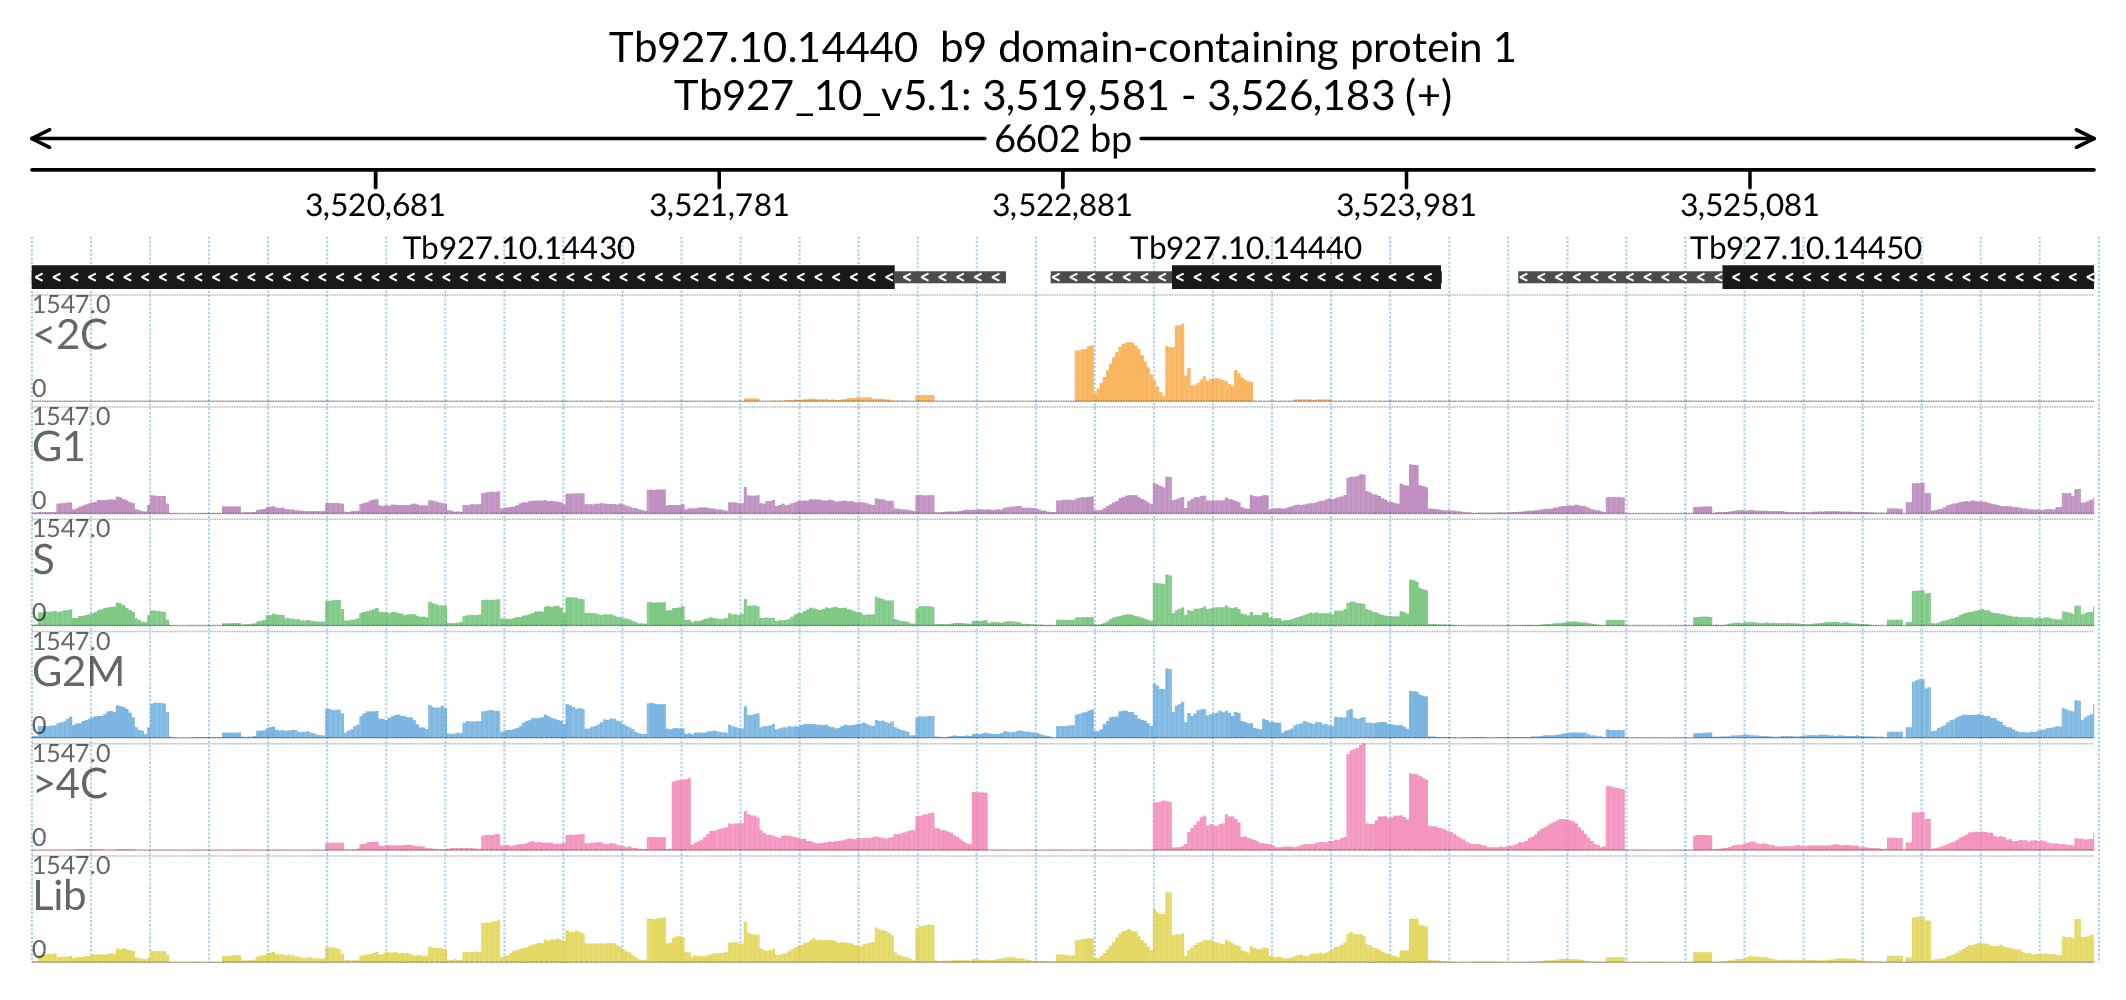 Tb927.10.14440  b9 domain-containing protein 1
Tb927_10_v5.1: 3,519,581 - 3,526,183 (+)
6602 bp
3,520,681 3,521,781 3,522,881 3,523,981 3,525,081
Tb927.10.14430 Tb927.10.14440 Tb927.10.14450
1547.0
<2C
0
1547.0
G1
0
1547.0
S
0
1547.0
G2M
0
1547.0
>4C
0
1547.0
Lib
0